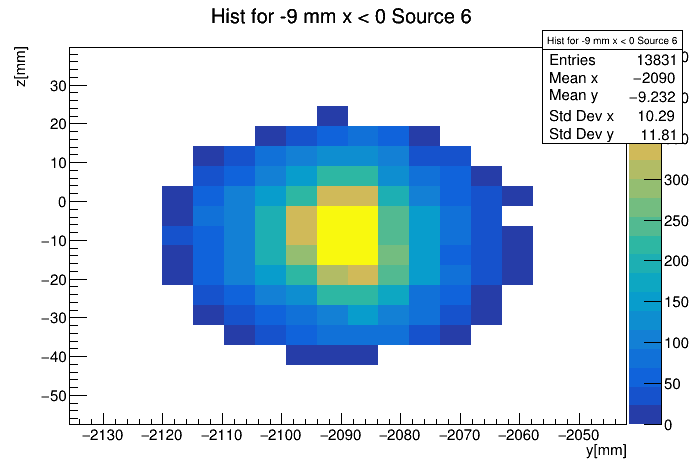 Hist for -9 mm x < 0 Source 6
z[mm]
Hist for -9 mm x < 0 Source 6
Entries 13831
Mean x −2090
Mean y −9.232
Std Dev x 10.29
Std Dev y 11.81
30
20
10
0
−10
−20
−30
−40
−50
300
250
200
150
100
50
0
−2130 −2120 −2110 −2100 −2090 −2080 −2070 −2060 −2050
y[mm]